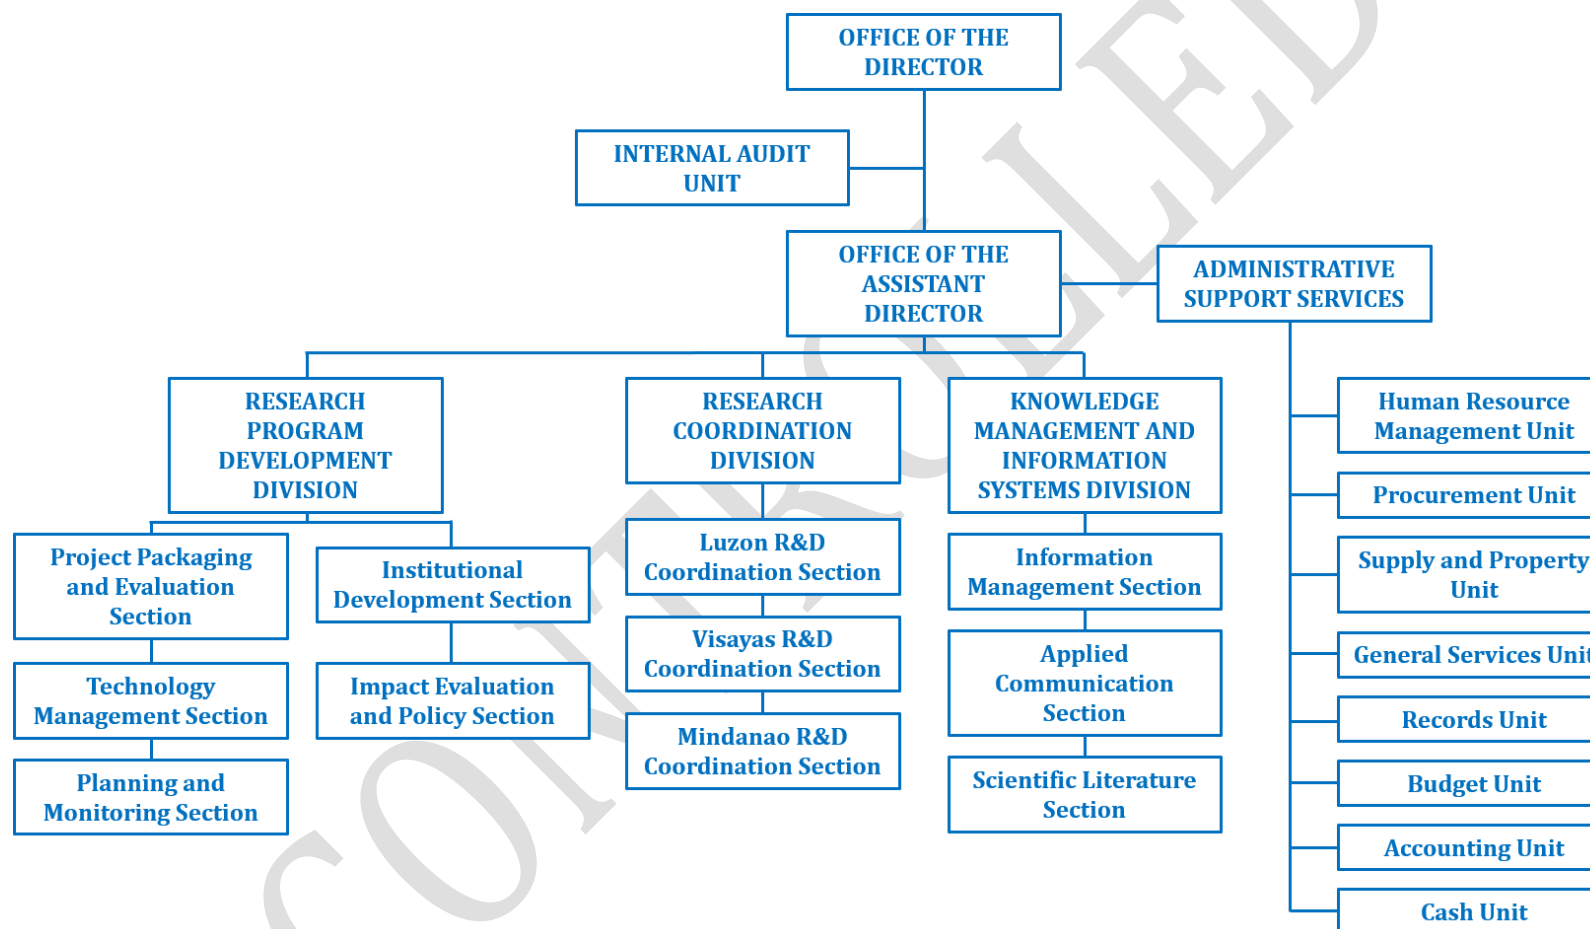 OFFICE OF THE
DIRECTOR
INTERNAL AUDIT
UNIT
OFFICE OF THE
ASSISTANT
DIRECTOR
ADMINISTRATIVE
SUPPORT SERVICES
RESEARCH
PROGRAM
DEVELOPMENT
DIVISION
Project Packaging
and Evaluation
Section
Technology
Management Section
Planning and
Monitoring Section
Institutional
Development Section
Impact Evaluation
and Policy Section
RESEARCH
COORDINATION
DIVISION
Luzon R&D
Coordination Section
Visayas R&D
Coordination Section
Mindanao R&D
Coordination Section
KNOWLEDGE
MANAGEMENT AND
INFORMATION
SYSTEMS DIVISION
Information
Management Section
Applied
Communication
Section
Scientific Literature
Section
Human Resource
Management Unit
Procurement Unit
Supply and Property
Unit
General Services Unit
Records Unit
Budget Unit
Accounting Unit
Cash Unit
CONTROLLED